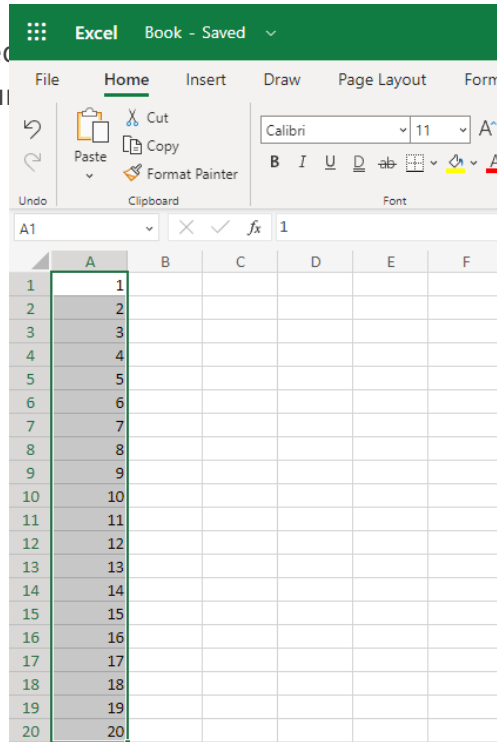 Excel Book - Saved
File Home Insert Draw Page Layout Form
Cut
Calibri 11 A
Copy
Paste
B I U D ab A
Format Painter
Undo Clipboard Font
A1 fx 1
A B C D E F
1 1
2 2
3 3
4 4
5 5
6 6
7 7
8 8
9 9
10 10
11 11
12 12
13 13
14 14
15 15
16 16
17 17
18 18
19 19
20 20